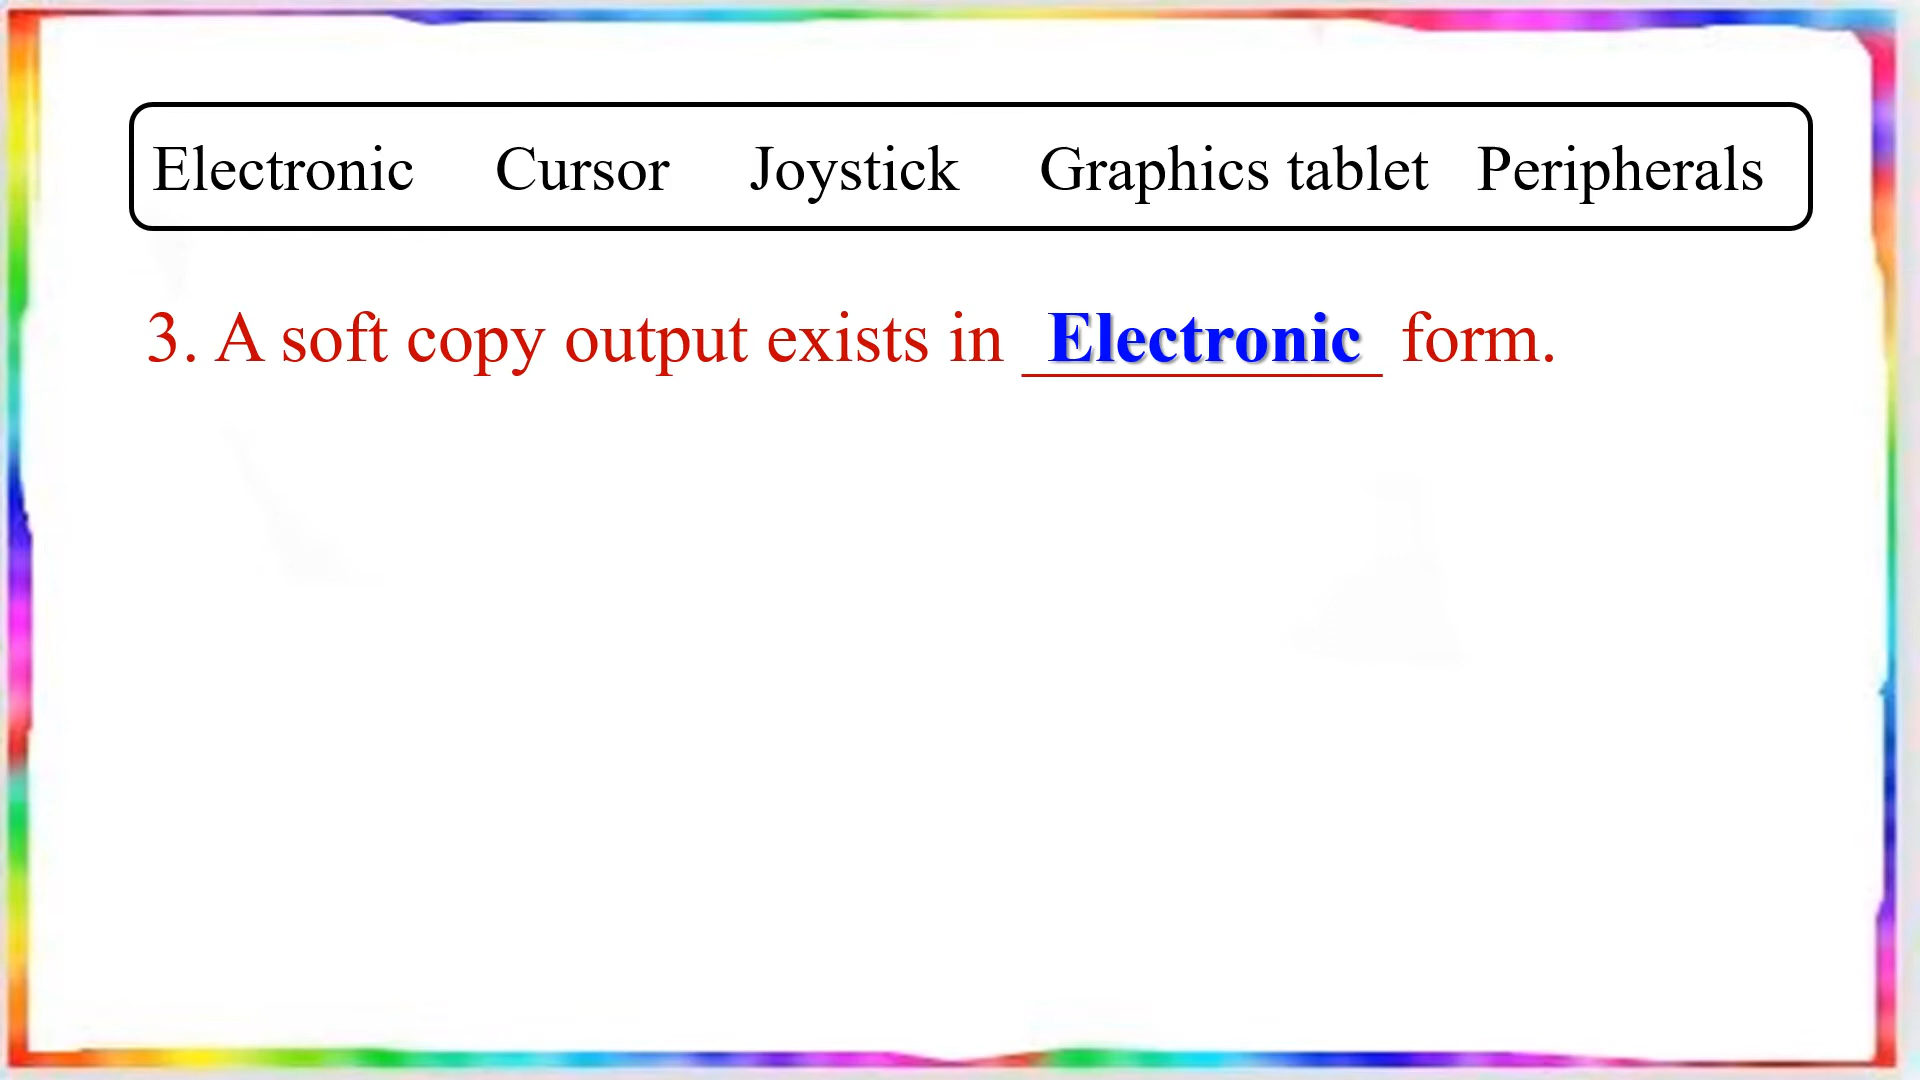 Electronic Cursor Joystick Graphics tablet Peripherals
3. A soft copy output exists in Electronic form.